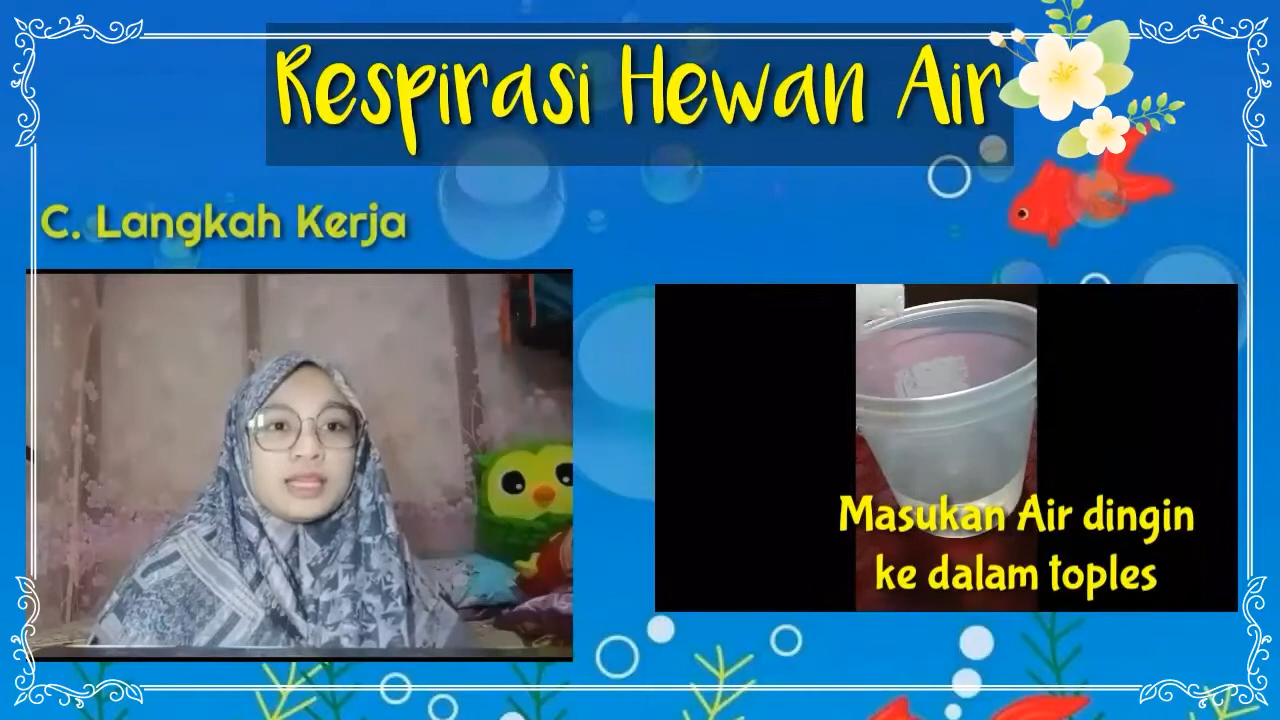 Respirasi Hewan Air
C. Langkah Kerja
Masukan Air dingin
ke dalam toples